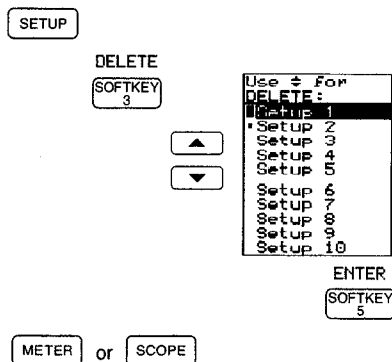 SETUP
DELETE
SOFTKEY
3
Use ⬍ for
DELETE:
Setup 1
Setup 2
Setup 3
Setup 4
Setup 5
Setup 6
Setup 7
Setup 8
Setup 9
Setup 10
ENTER
SOFTKEY
5
METER or SCOPE